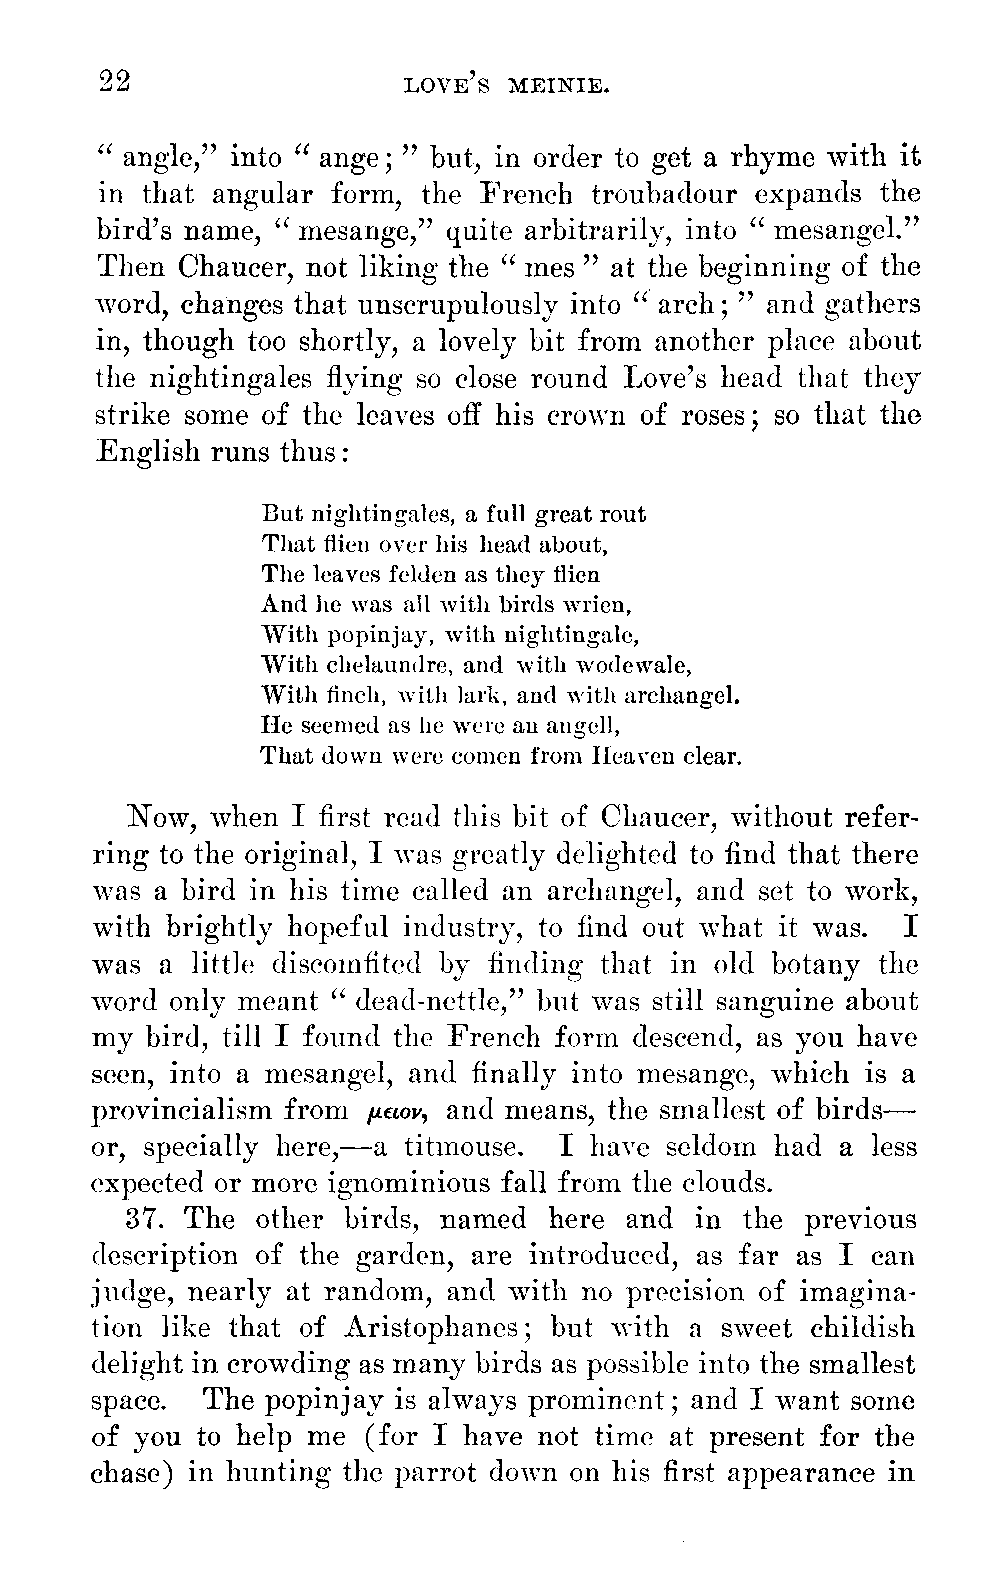 22 LOVE'S MEINIE.
“ angle,” into “ ange ; ” but, in order to get a rhyme with it
in that angular form, the French troubadour expands the
bird's name, “ mesange,” quite arbitrarily, into “ mesangel.”
Then Chaucer, not liking the “ mes ” at the beginning of the
word, changes that unscrupulously into “ arch ; ” and gathers
in, though too shortly, a lovely bit from another place about
the nightingales flying so close round Love's head that they
strike some of the leaves off his crown of roses ; so that the
English runs thus :
But nightingales, a full great rout
That flien over his head about,
The leaves felden as they flien
And he was all with birds wrien,
With popinjay, with nightingale,
With chelaundre, and with wodewale,
With finch, with lark, and with archangel.
He seemed as he were an angell,
That down were comen from Heaven clear.
Now, when I first read this bit of Chaucer, without refer-
ring to the original, I was greatly delighted to find that there
was a bird in his time called an archangel, and set to work,
with brightly hopeful industry, to find out what it was. I
was a little discomfited by finding that in old botany the
word only meant “ dead-nettle,” but was still sanguine about
my bird, till I found the French form descend, as you have
seen, into a mesangel, and finally into mesange, which is a
provincialism from μειον, and means, the smallest of birds—
or, specially here,—a titmouse. I have seldom had a less
expected or more ignominious fall from the clouds.
37. The other birds, named here and in the previous
description of the garden, are introduced, as far as I can
judge, nearly at random, and with no precision of imagina-
tion like that of Aristophanes ; but with a sweet childish
delight in crowding as many birds as possible into the smallest
space. The popinjay is always prominent ; and I want some
of you to help me (for I have not time at present for the
chase) in hunting the parrot down on his first appearance in